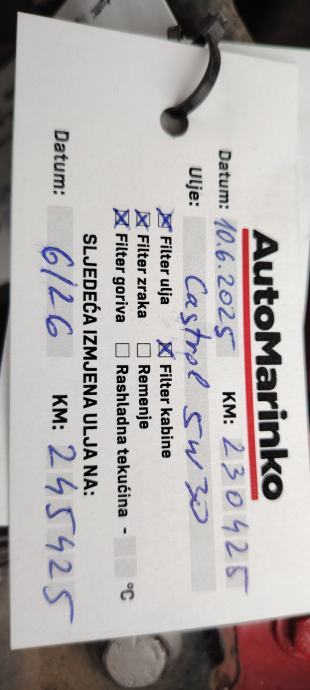 AutoMarinko
Datum: 10.6.2025 KM: 230425
Ulje: Castrol 5W30
☒ Filter ulja ☒ Filter kabine
☒ Filter zraka ☐ Remenje
☒ Filter goriva ☐ Rashladna tekućina - °C
SLJEDEĆA IZMJENA ULJA NA:
Datum: 6/26 KM: 245425